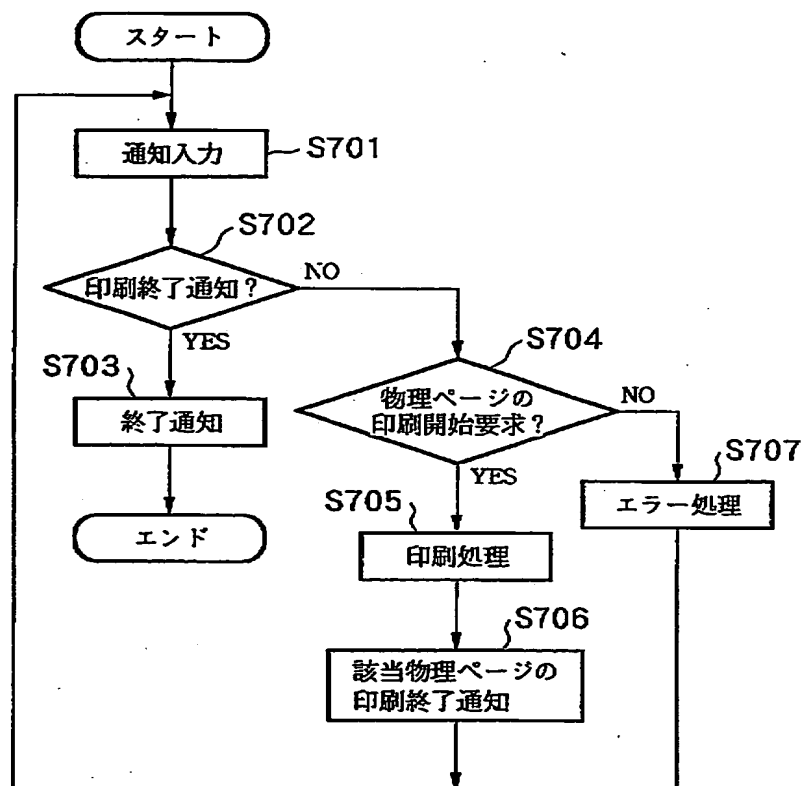 スタート
通知入力
S701
S702
印刷終了通知?
NO
YES
S703
終了通知
エンド
S704
物理ページの
印刷開始要求?
NO
YES
S707
エラー処理
S705
印刷処理
S706
該当物理ページの
印刷終了通知